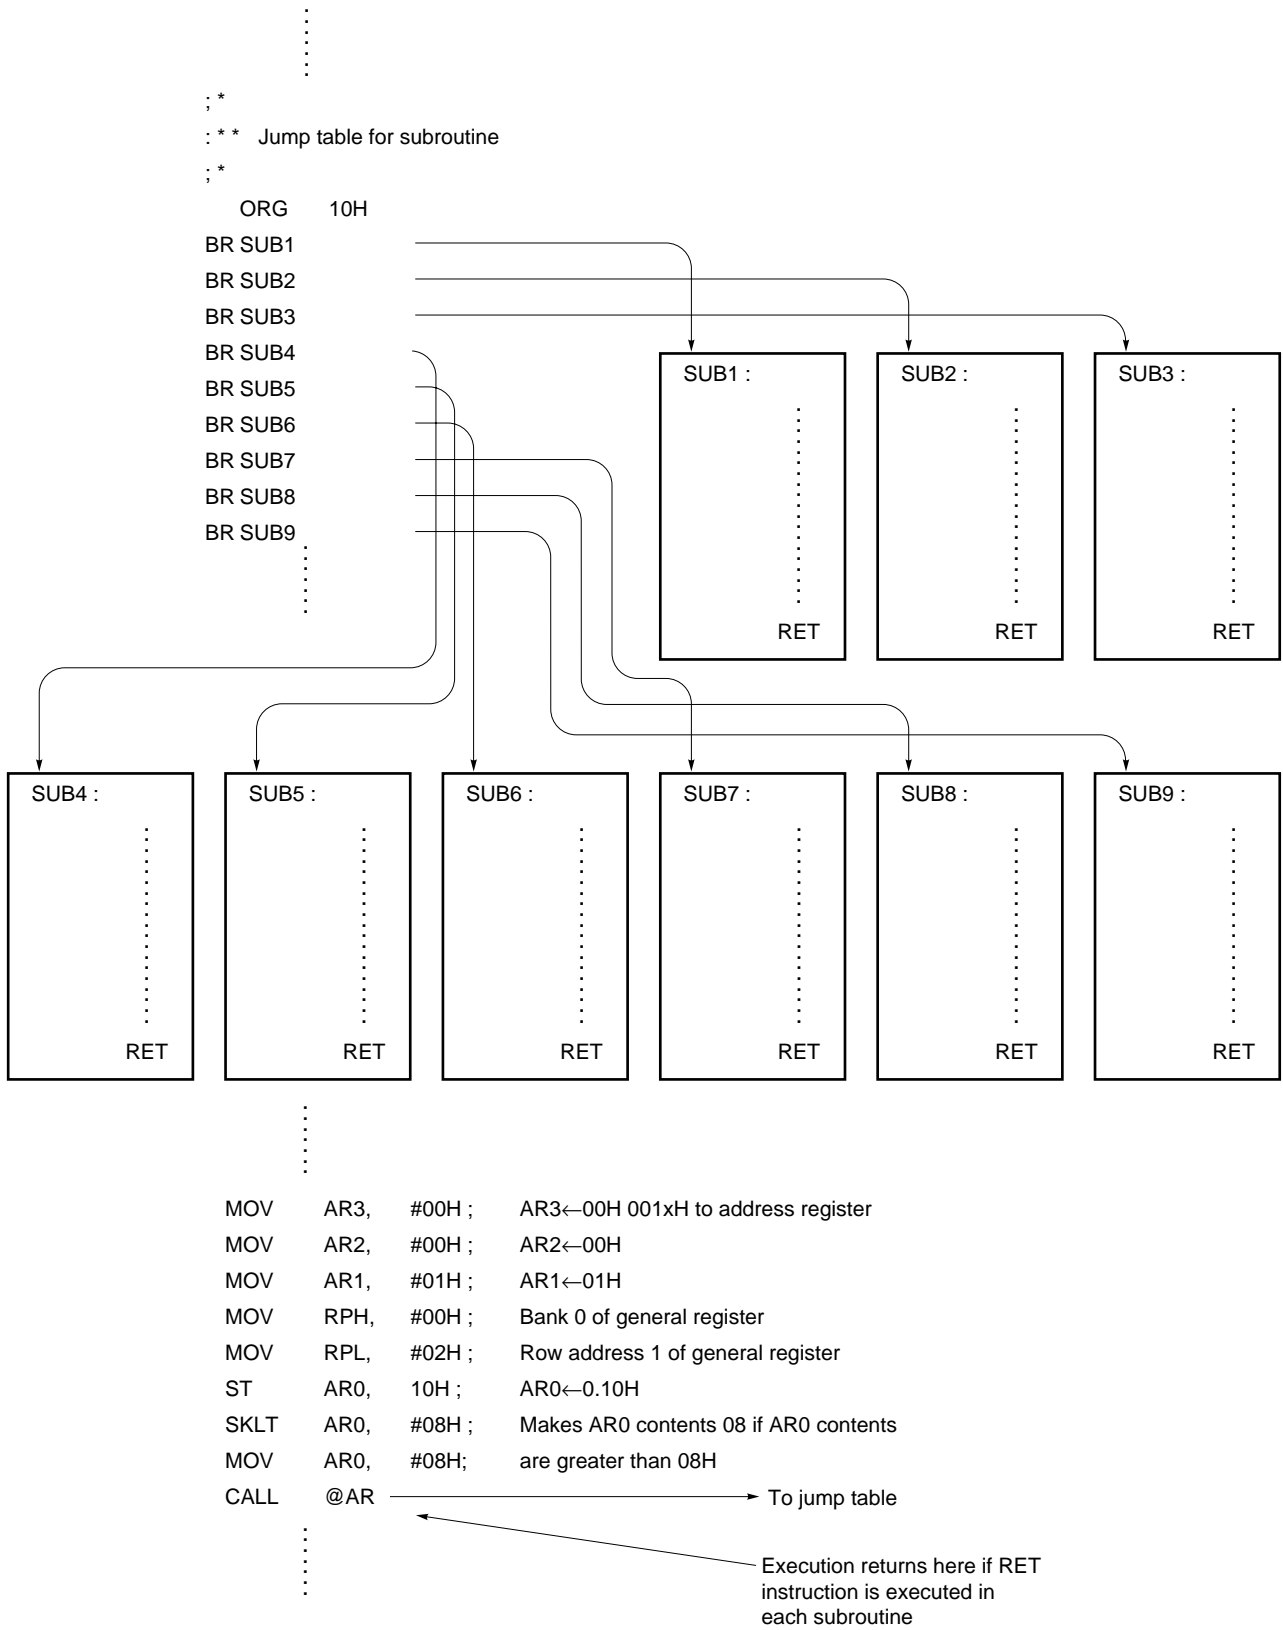 ; *
: * * Jump table for subroutine
; *
ORG 10H
BR SUB1
BR SUB2
BR SUB3
BR SUB4
BR SUB5
BR SUB6
BR SUB7
BR SUB8
BR SUB9
SUB1 :
RET
SUB2 :
RET
SUB3 :
RET
SUB4 :
RET
SUB5 :
RET
SUB6 :
RET
SUB7 :
RET
SUB8 :
RET
SUB9 :
RET
MOV AR3, #00H ; AR3←00H 001xH to address register
MOV AR2, #00H ; AR2←00H
MOV AR1, #01H ; AR1←01H
MOV RPH, #00H ; Bank 0 of general register
MOV RPL, #02H ; Row address 1 of general register
ST AR0, 10H ; AR0←0.10H
SKLT AR0, #08H ; Makes AR0 contents 08 if AR0 contents
MOV AR0, #08H; are greater than 08H
CALL @AR To jump table
Execution returns here if RET
instruction is executed in
each subroutine